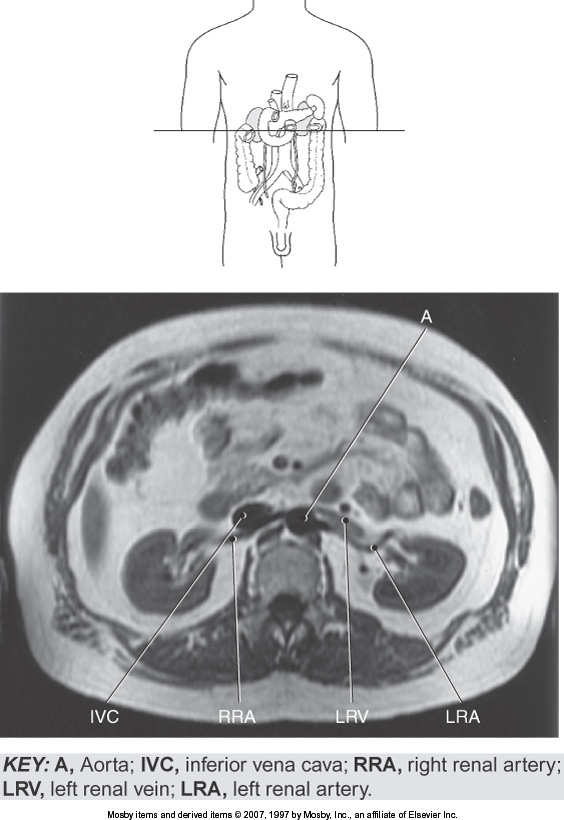 A
IVC RRA LRV LRA
KEY: A, Aorta; IVC, inferior vena cava; RRA, right renal artery;
LRV, left renal vein; LRA, left renal artery.
Mosby items and derived items © 2007, 1997 by Mosby, Inc., an affiliate of Elsevier Inc.